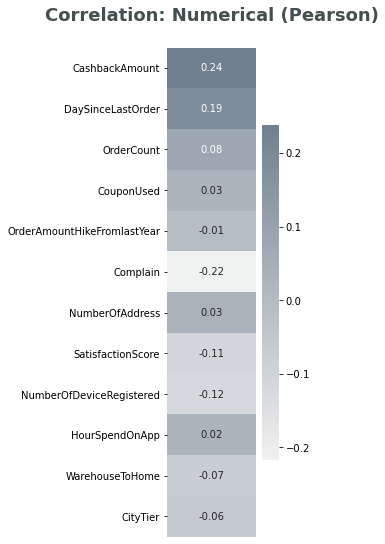 Correlation: Numerical (Pearson)
CashbackAmount 0.24
DaySinceLastOrder 0.19
OrderCount 0.08
CouponUsed 0.03
OrderAmountHikeFromlastYear -0.01
Complain -0.22
NumberOfAddress 0.03
SatisfactionScore -0.11
NumberOfDeviceRegistered -0.12
HourSpendOnApp 0.02
WarehouseToHome -0.07
CityTier -0.06
0.2
0.1
0.0
−0.1
−0.2